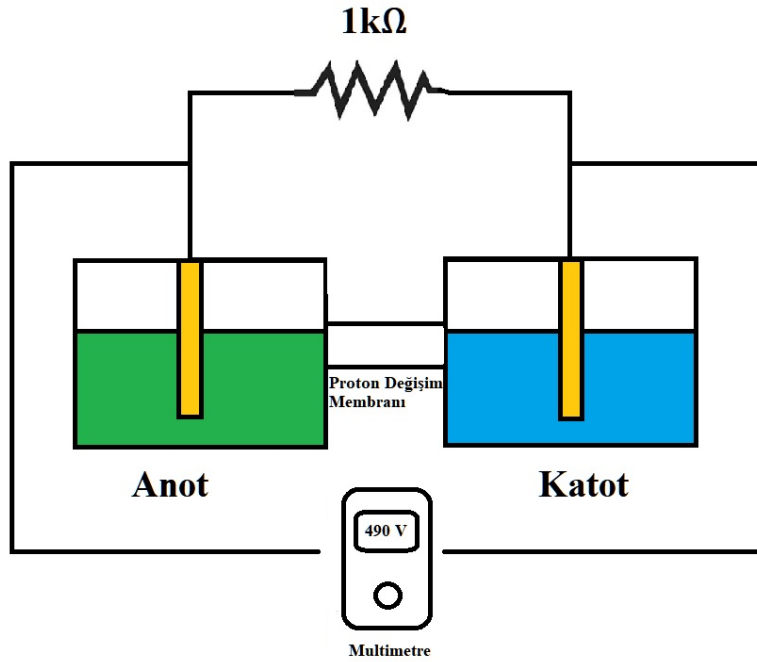 1kΩ
Proton Değişim
Membranı
Anot
Katot
490 V
Multimetre